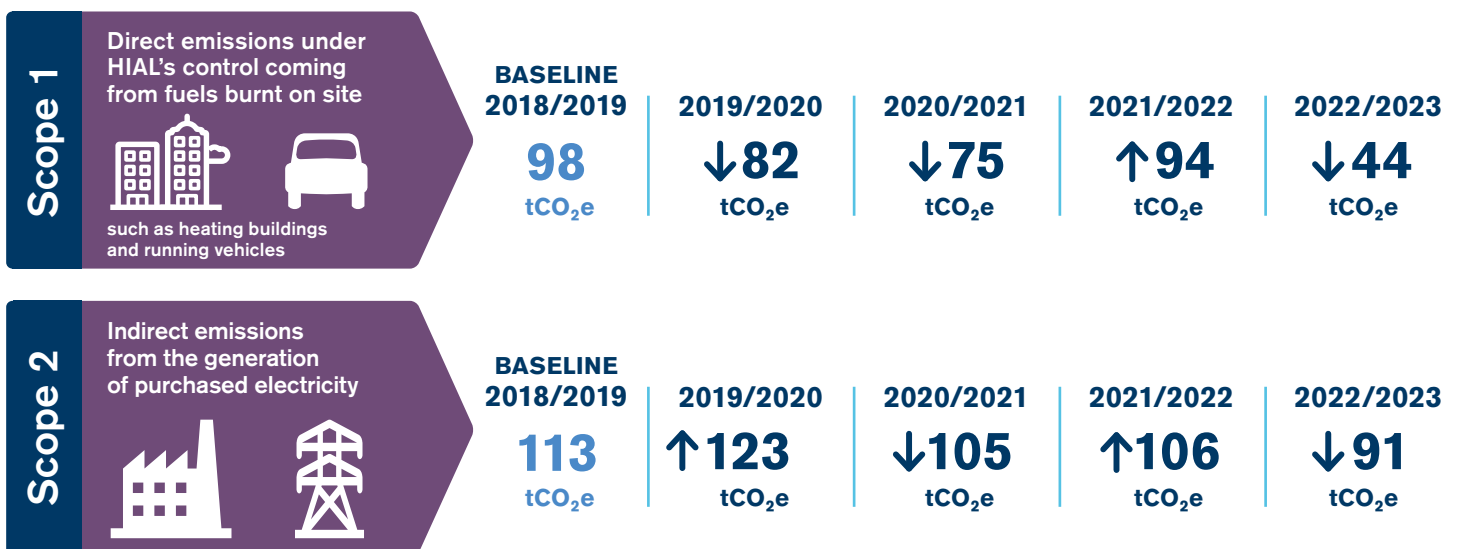 Scope 1
Direct emissions under
HIAL’s control coming
from fuels burnt on site
such as heating buildings
and running vehicles
BASELINE
2018/2019
98
tCO₂e
2019/2020
↓82
tCO₂e
2020/2021
↓75
tCO₂e
2021/2022
↑94
tCO₂e
2022/2023
↓44
tCO₂e
Scope 2
Indirect emissions
from the generation
of purchased electricity
BASELINE
2018/2019
113
tCO₂e
2019/2020
↑123
tCO₂e
2020/2021
↓105
tCO₂e
2021/2022
↑106
tCO₂e
2022/2023
↓91
tCO₂e